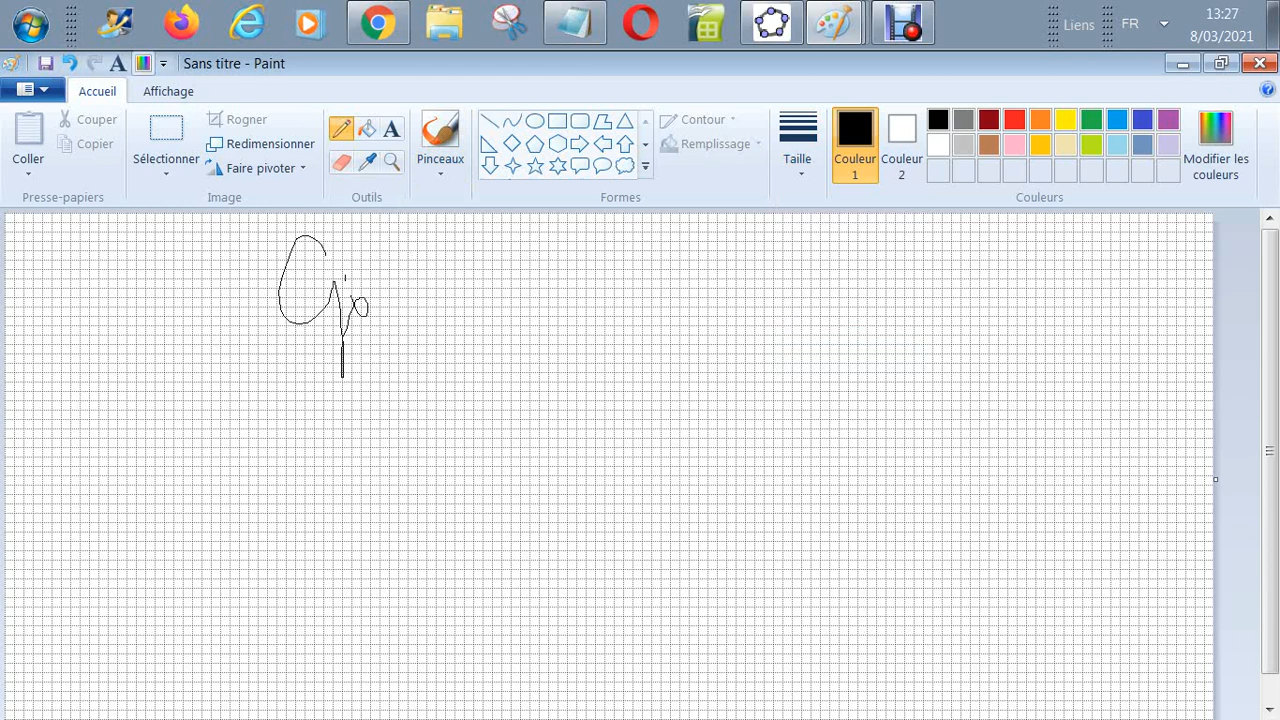 13:27
Liens FR
8/03/2021
Sans titre - Paint
Accueil Affichage
Coller
Couper
Copier
Presse-papiers
Sélectionner
Rogner
Redimensionner
Faire pivoter
Image
Outils
Pinceaux
Contour
Remplissage
Formes
Taille
Couleur 1
Couleur 2
Modifier les couleurs
Couleurs